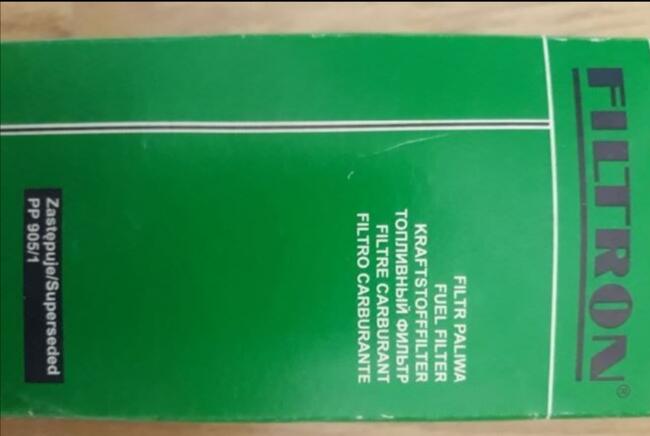 FILTRON®
FILTR PALIWA
FUEL FILTER
KRAFTSTOFFFILTER
ТОПЛИВНЫЙ ФИЛЬТР
FILTRE CARBURANT
FILTRO CARBURANTE
Zastępuje/Superseded
PP 905/1